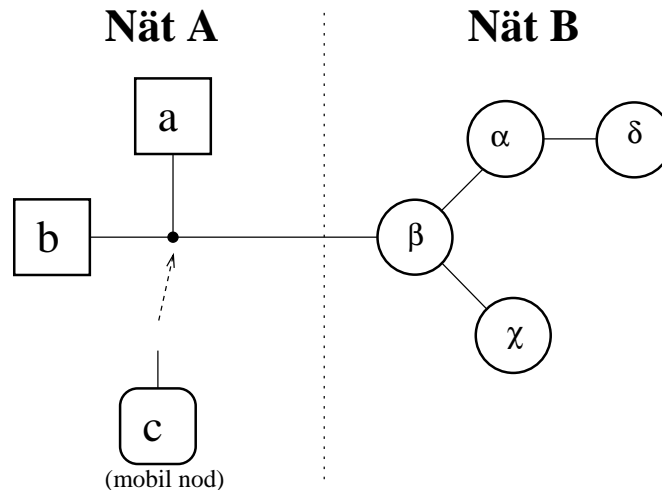 Nät A Nät B
a
α δ
b
β
χ
c
(mobil nod)